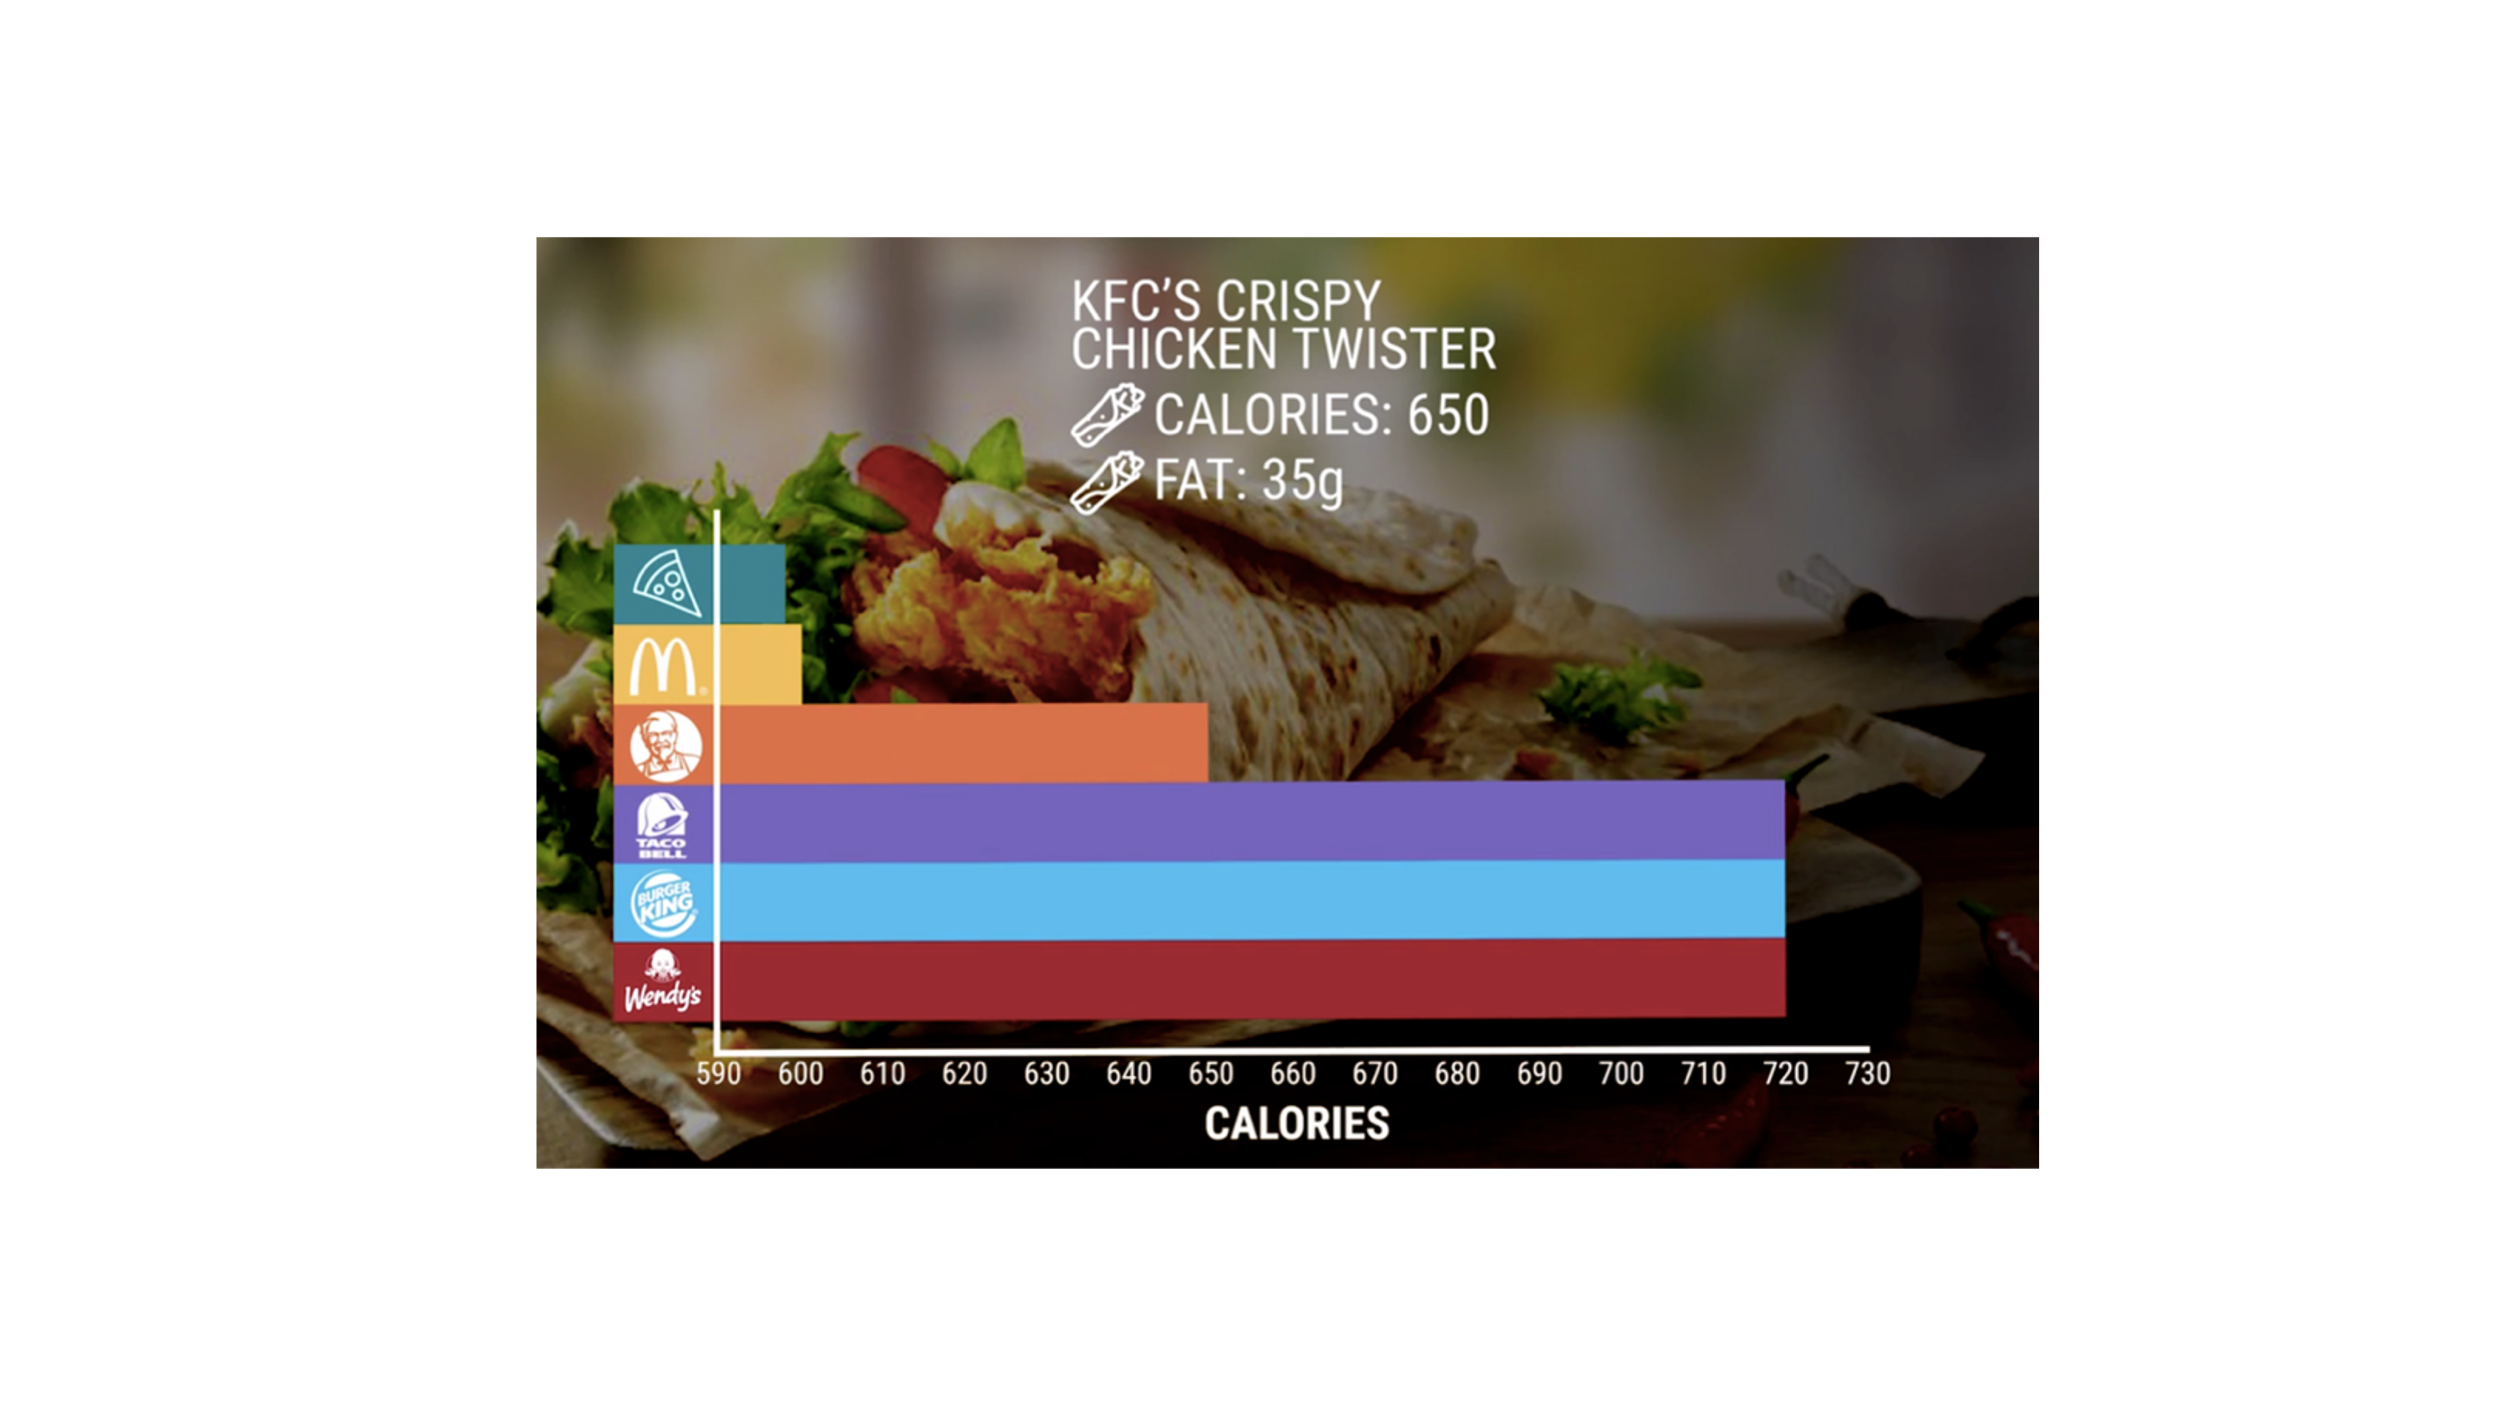 KFC’S CRISPY
CHICKEN TWISTER
CALORIES: 650
FAT: 35g
TACO
BELL
BURGER
KING
Wendy's
590 600 610 620 630 640 650 660 670 680 690 700 710 720 730
CALORIES